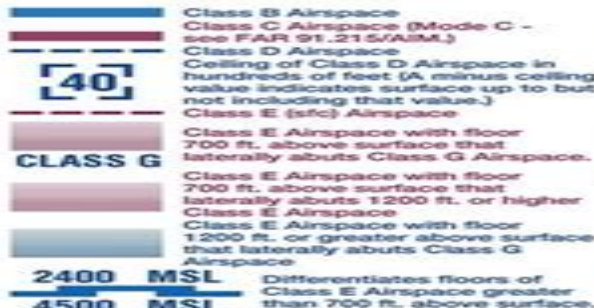 Class B Airspace
Class C Airspace (Mode C -
see FAR 91.215/AIM.)
Class D Airspace
[40]
Ceiling of Class D Airspace in
hundreds of feet (A minus ceiling
value indicates surface up to but
not including that value.)
Class E (sfc) Airspace
Class E Airspace with floor
700 ft. above surface that
laterally abuts Class G Airspace.
CLASS G
Class E Airspace with floor
700 ft. above surface that
laterally abuts 1200 ft. or higher
Class E Airspace
Class E Airspace with floor
1200 ft. or greater above surface
that laterally abuts Class G
Airspace
2400 MSL
4500 MSL
Differentiates floors of
Class E Airspace greater
than 700 ft. above surface.